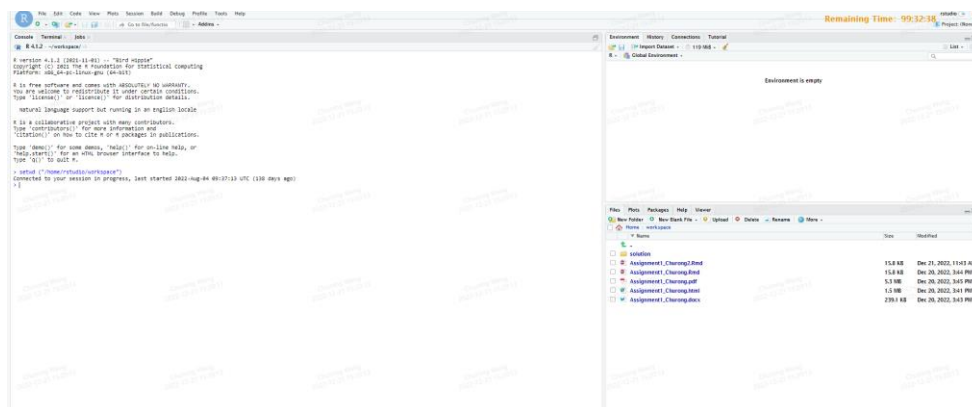 File Edit Code View Plots Session Build Debug Profile Tools Help
rstudio
Go to file/function
Addins
Remaining Time: 99:32:38
Project: (None
Console Terminal Jobs
R 4.1.2 · ~/workspace/
R version 4.1.2 (2021-11-01) -- "Bird Hippie"
Copyright (C) 2021 The R Foundation for Statistical Computing
Platform: x86_64-pc-linux-gnu (64-bit)
R is free software and comes with ABSOLUTELY NO WARRANTY.
You are welcome to redistribute it under certain conditions.
Type 'license()' or 'licence()' for distribution details.
Natural language support but running in an English locale
R is a collaborative project with many contributors.
Type 'contributors()' for more information and
'citation()' on how to cite R or R packages in publications.
Type 'demo()' for some demos, 'help()' for on-line help, or
'help.start()' for an HTML browser interface to help.
Type 'q()' to quit R.
> setwd ("/home/rstudio/workspace")
Connected to your session in progress, last started 2022-Aug-04 09:37:13 UTC (138 days ago)
>
Environment History Connections Tutorial
Import Dataset 110 MiB List
R Global Environment
Environment is empty
Files Plots Packages Help Viewer
New Folder New Blank File Upload Delete Rename More
Home workspace
Name Size Modified
..
solution
Assignment1_Churong2.Rmd 15.8 KB Dec 21, 2022, 11:43 A
Assignment1_Churong.Rmd 15.8 KB Dec 20, 2022, 3:44 PM
Assignment1_Churong.pdf 5.3 MB Dec 20, 2022, 3:45 PM
Assignment1_Churong.html 1.5 MB Dec 20, 2022, 3:41 PM
Assignment1_Churong.docx 239.1 KB Dec 20, 2022, 3:43 PM